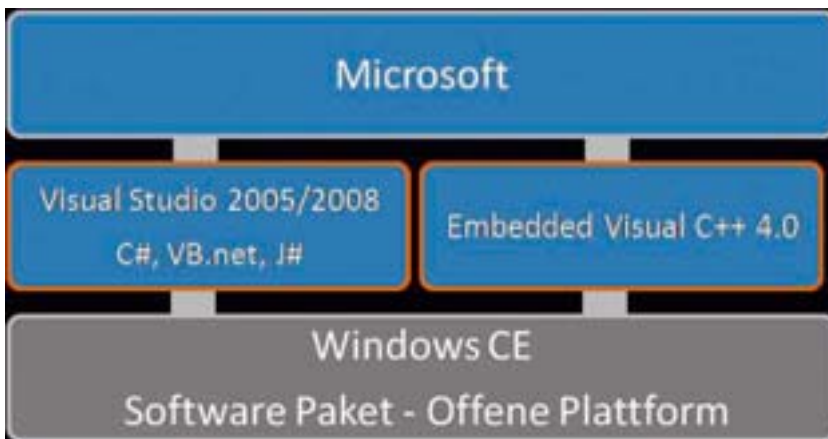 Microsoft
Visual Studio 2005/2008
C#, VB.net, J#
Embedded Visual C++ 4.0
Windows CE
Software Paket - Offene Plattform